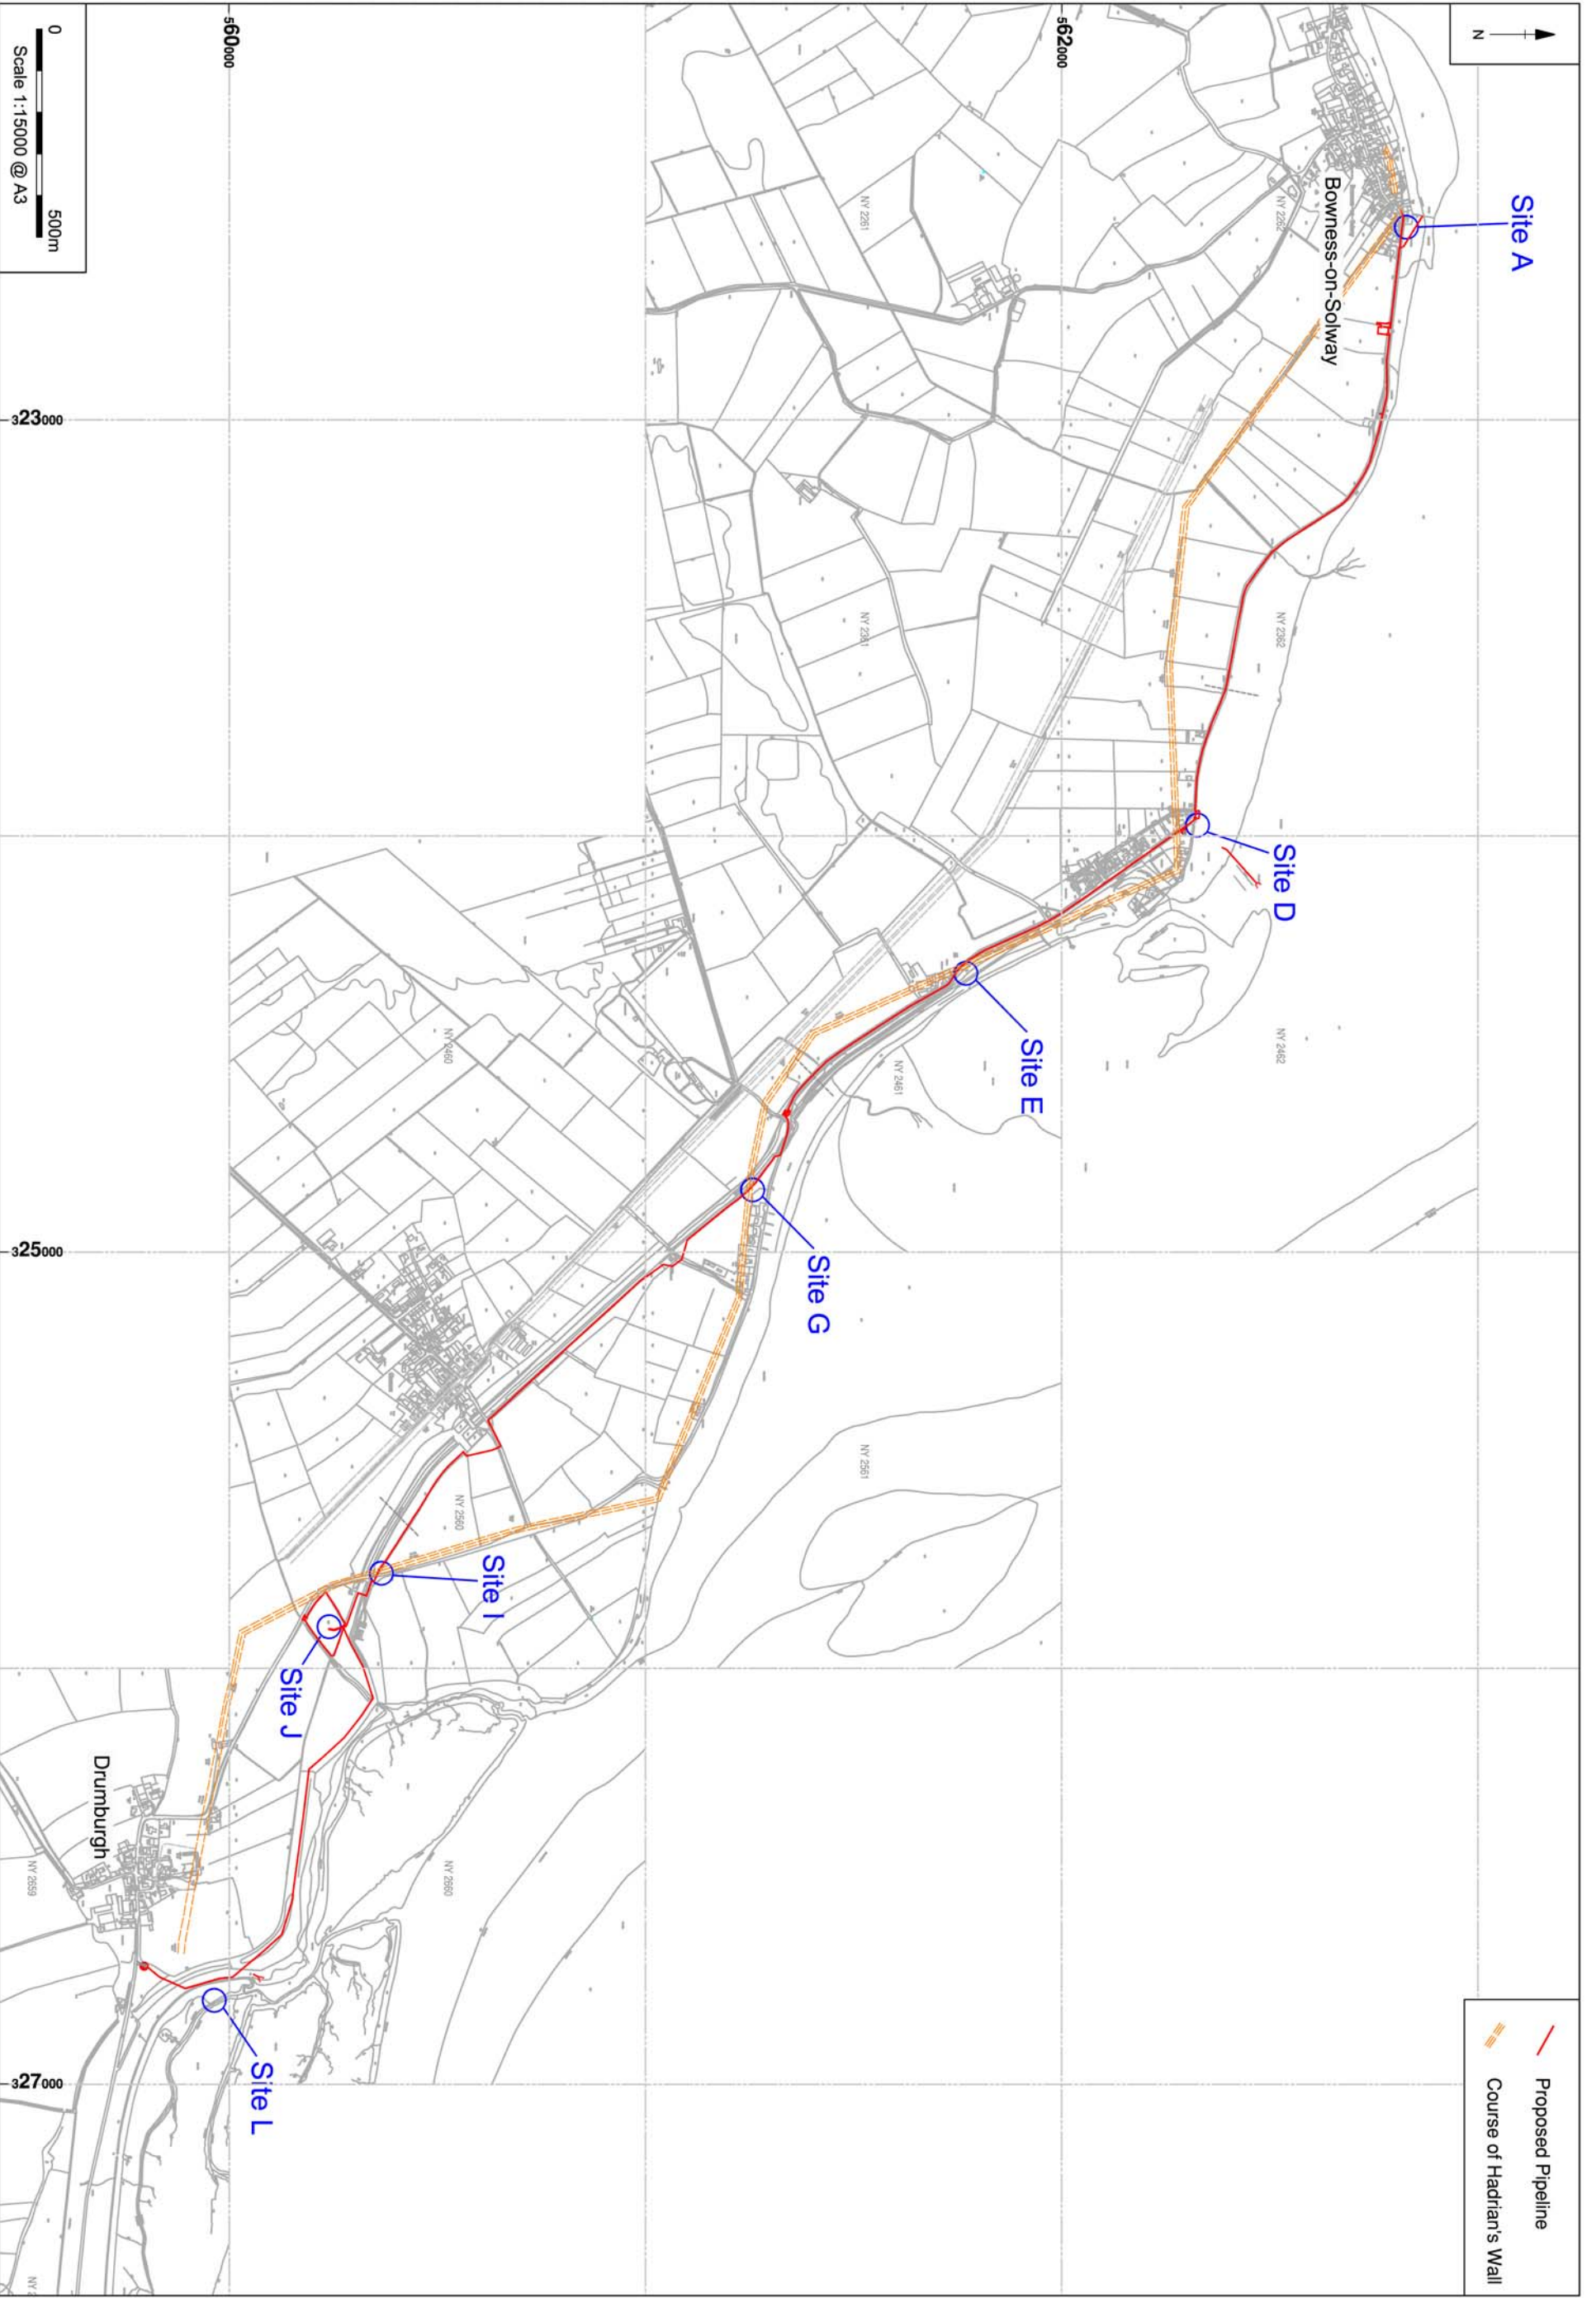 N
Site A
Bowness-on-Solway
Site D
Site E
Site G
Site I
Site J
Site L
Drumburgh
Proposed Pipeline
Course of Hadrian's Wall
NY 2262
NY 2362
NY 2462
NY 2261
NY 2361
NY 2461
NY 2561
NY 2460
NY 2560
NY 2660
NY 2659
562000
560000
323000
325000
327000
0
500m
Scale 1:15000 @ A3